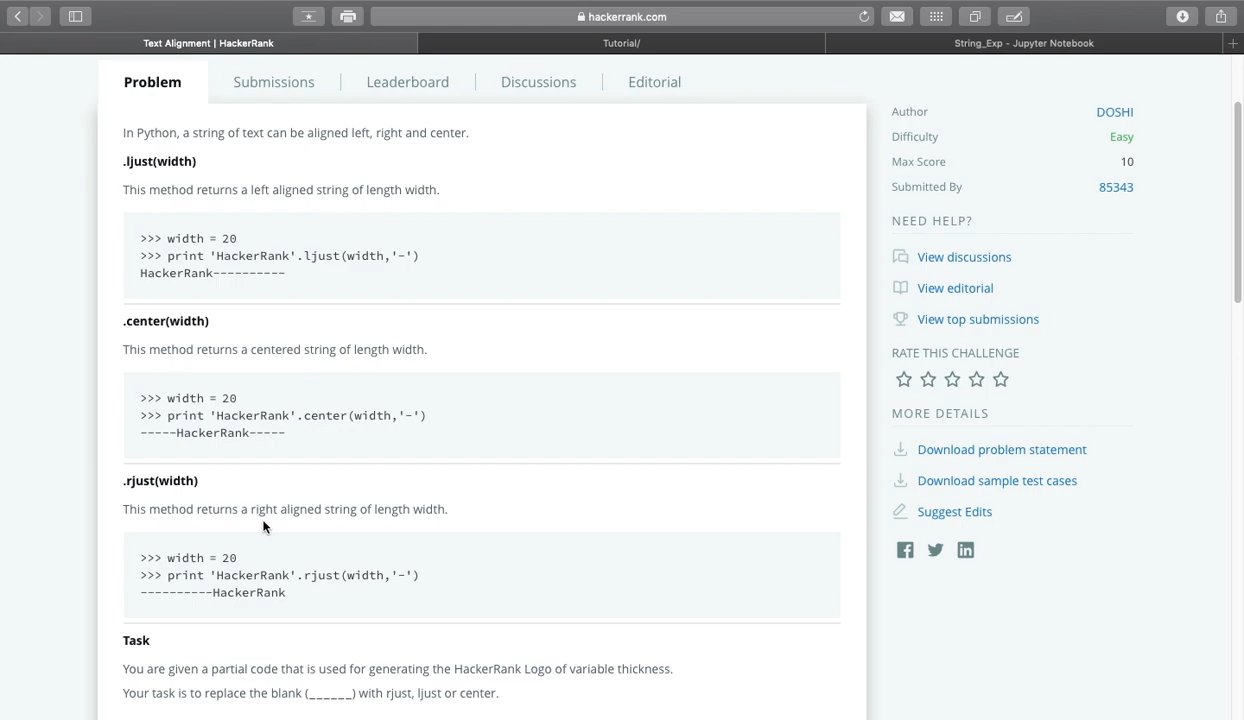 hackerrank.com
Text Alignment | HackerRank
Tutorial/
String_Exp - Jupyter Notebook
Problem
Submissions
Leaderboard
Discussions
Editorial
In Python, a string of text can be aligned left, right and center.
.ljust(width)
This method returns a left aligned string of length width.
>>> width = 20
>>> print 'HackerRank'.ljust(width,'-')
HackerRank----------
.center(width)
This method returns a centered string of length width.
>>> width = 20
>>> print 'HackerRank'.center(width,'-')
-----HackerRank-----
.rjust(width)
This method returns a right aligned string of length width.
>>> width = 20
>>> print 'HackerRank'.rjust(width,'-')
----------HackerRank
Task
You are given a partial code that is used for generating the HackerRank Logo of variable thickness.
Your task is to replace the blank (______) with rjust, ljust or center.
Author DOSHI
Difficulty Easy
Max Score 10
Submitted By 85343
NEED HELP?
View discussions
View editorial
View top submissions
RATE THIS CHALLENGE
MORE DETAILS
Download problem statement
Download sample test cases
Suggest Edits